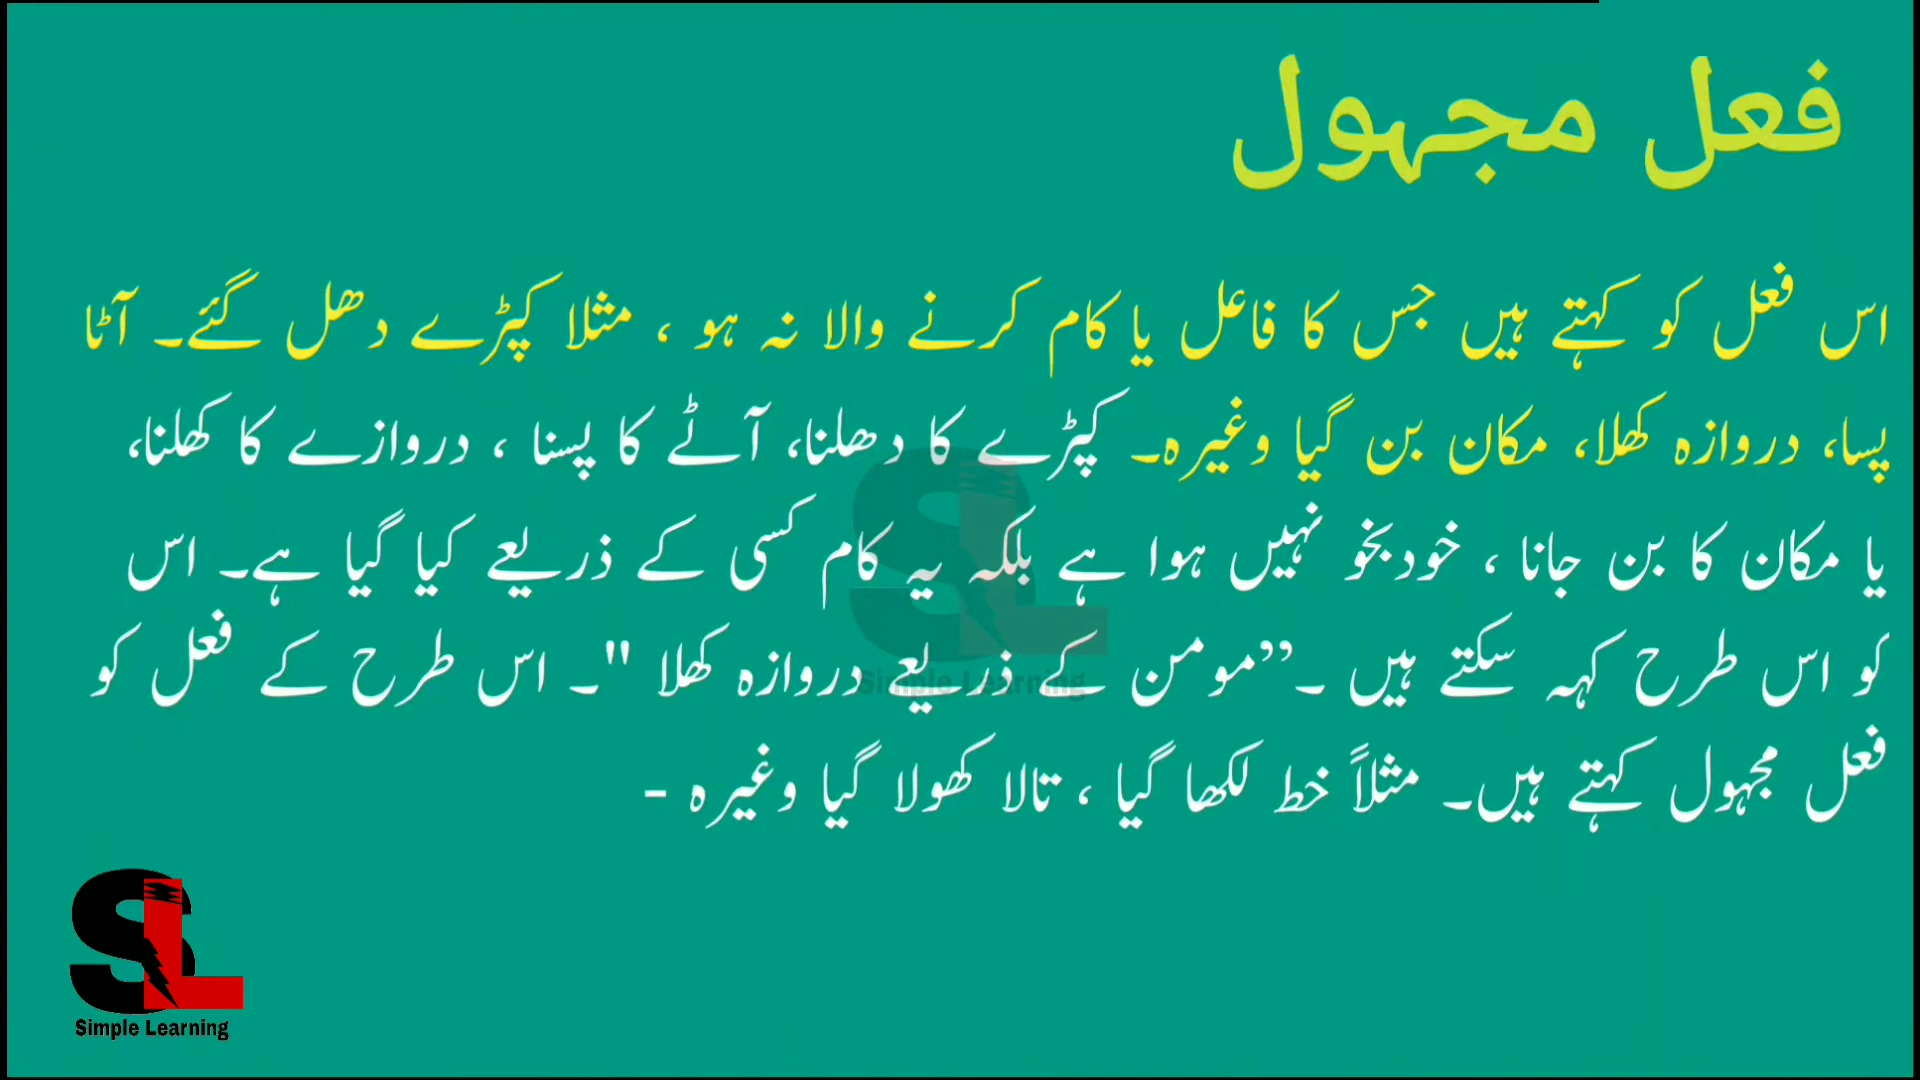 فعل مجہول
اس فعل کو کہتے ہیں جس کا فاعل یا کام کرنے والا نہ ہو ، مثلا کپڑے دھل گئے۔ آٹا
پسا، دروازہ کھلا، مکان بن گیا وغیرہ۔ کپڑے کا دھلنا، آٹے کا پسنا ، دروازے کا کھلنا،
یا مکان کا بن جانا ، خودبخو نہیں ہوا ہے بلکہ یہ کام کسی کے ذریعے کیا گیا ہے۔ اس
کو اس طرح کہہ سکتے ہیں ۔”مومن کے ذریعے دروازہ کھلا "۔ اس طرح کے فعل کو
فعل مجہول کہتے ہیں۔ مثلاً خط لکھا گیا ، تالا کھولا گیا وغیرہ -
Simple Learning
SL
Simple Learning